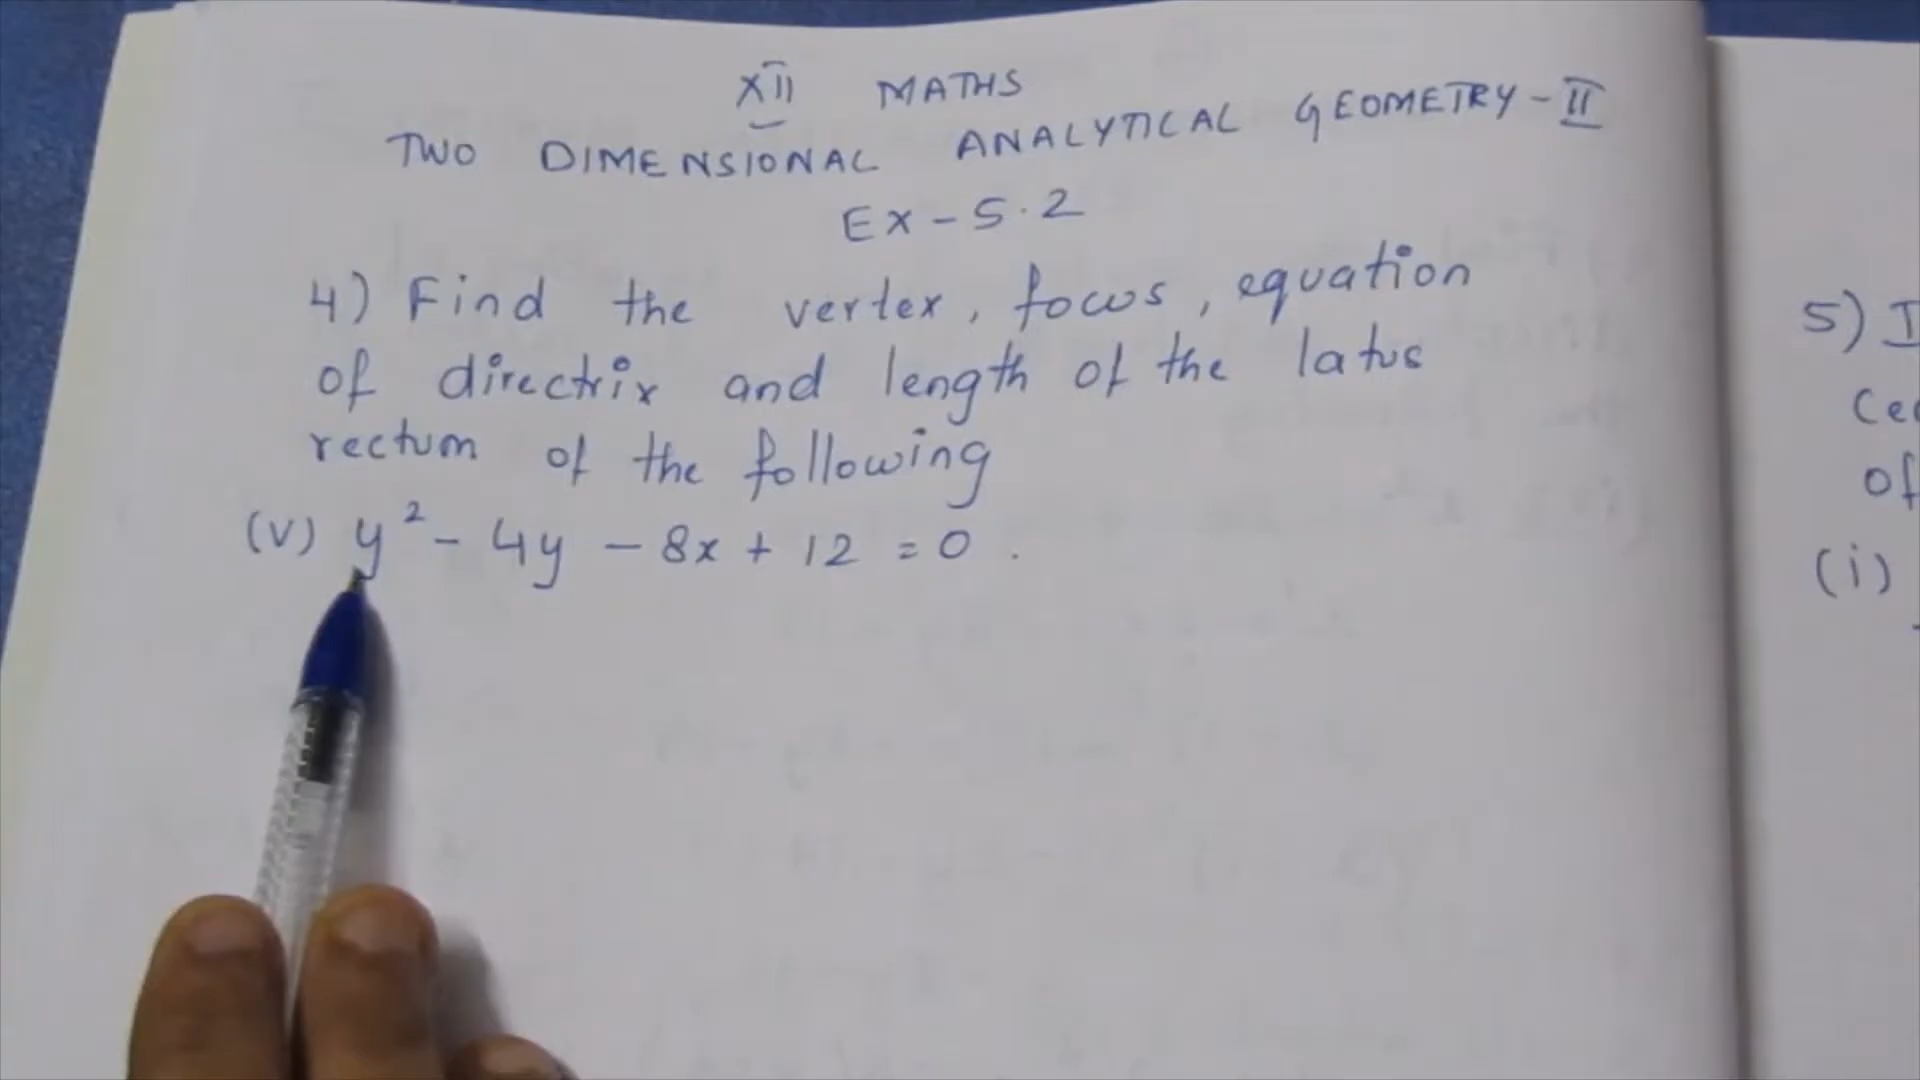 XII MATHS
TWO DIMENSIONAL ANALYTICAL GEOMETRY - II
Ex - 5.2
4) Find the vertex, focus, equation
of directrix and length of the latus
rectum of the following
(v) y² - 4y - 8x + 12 = 0 .
5)
of
(i)